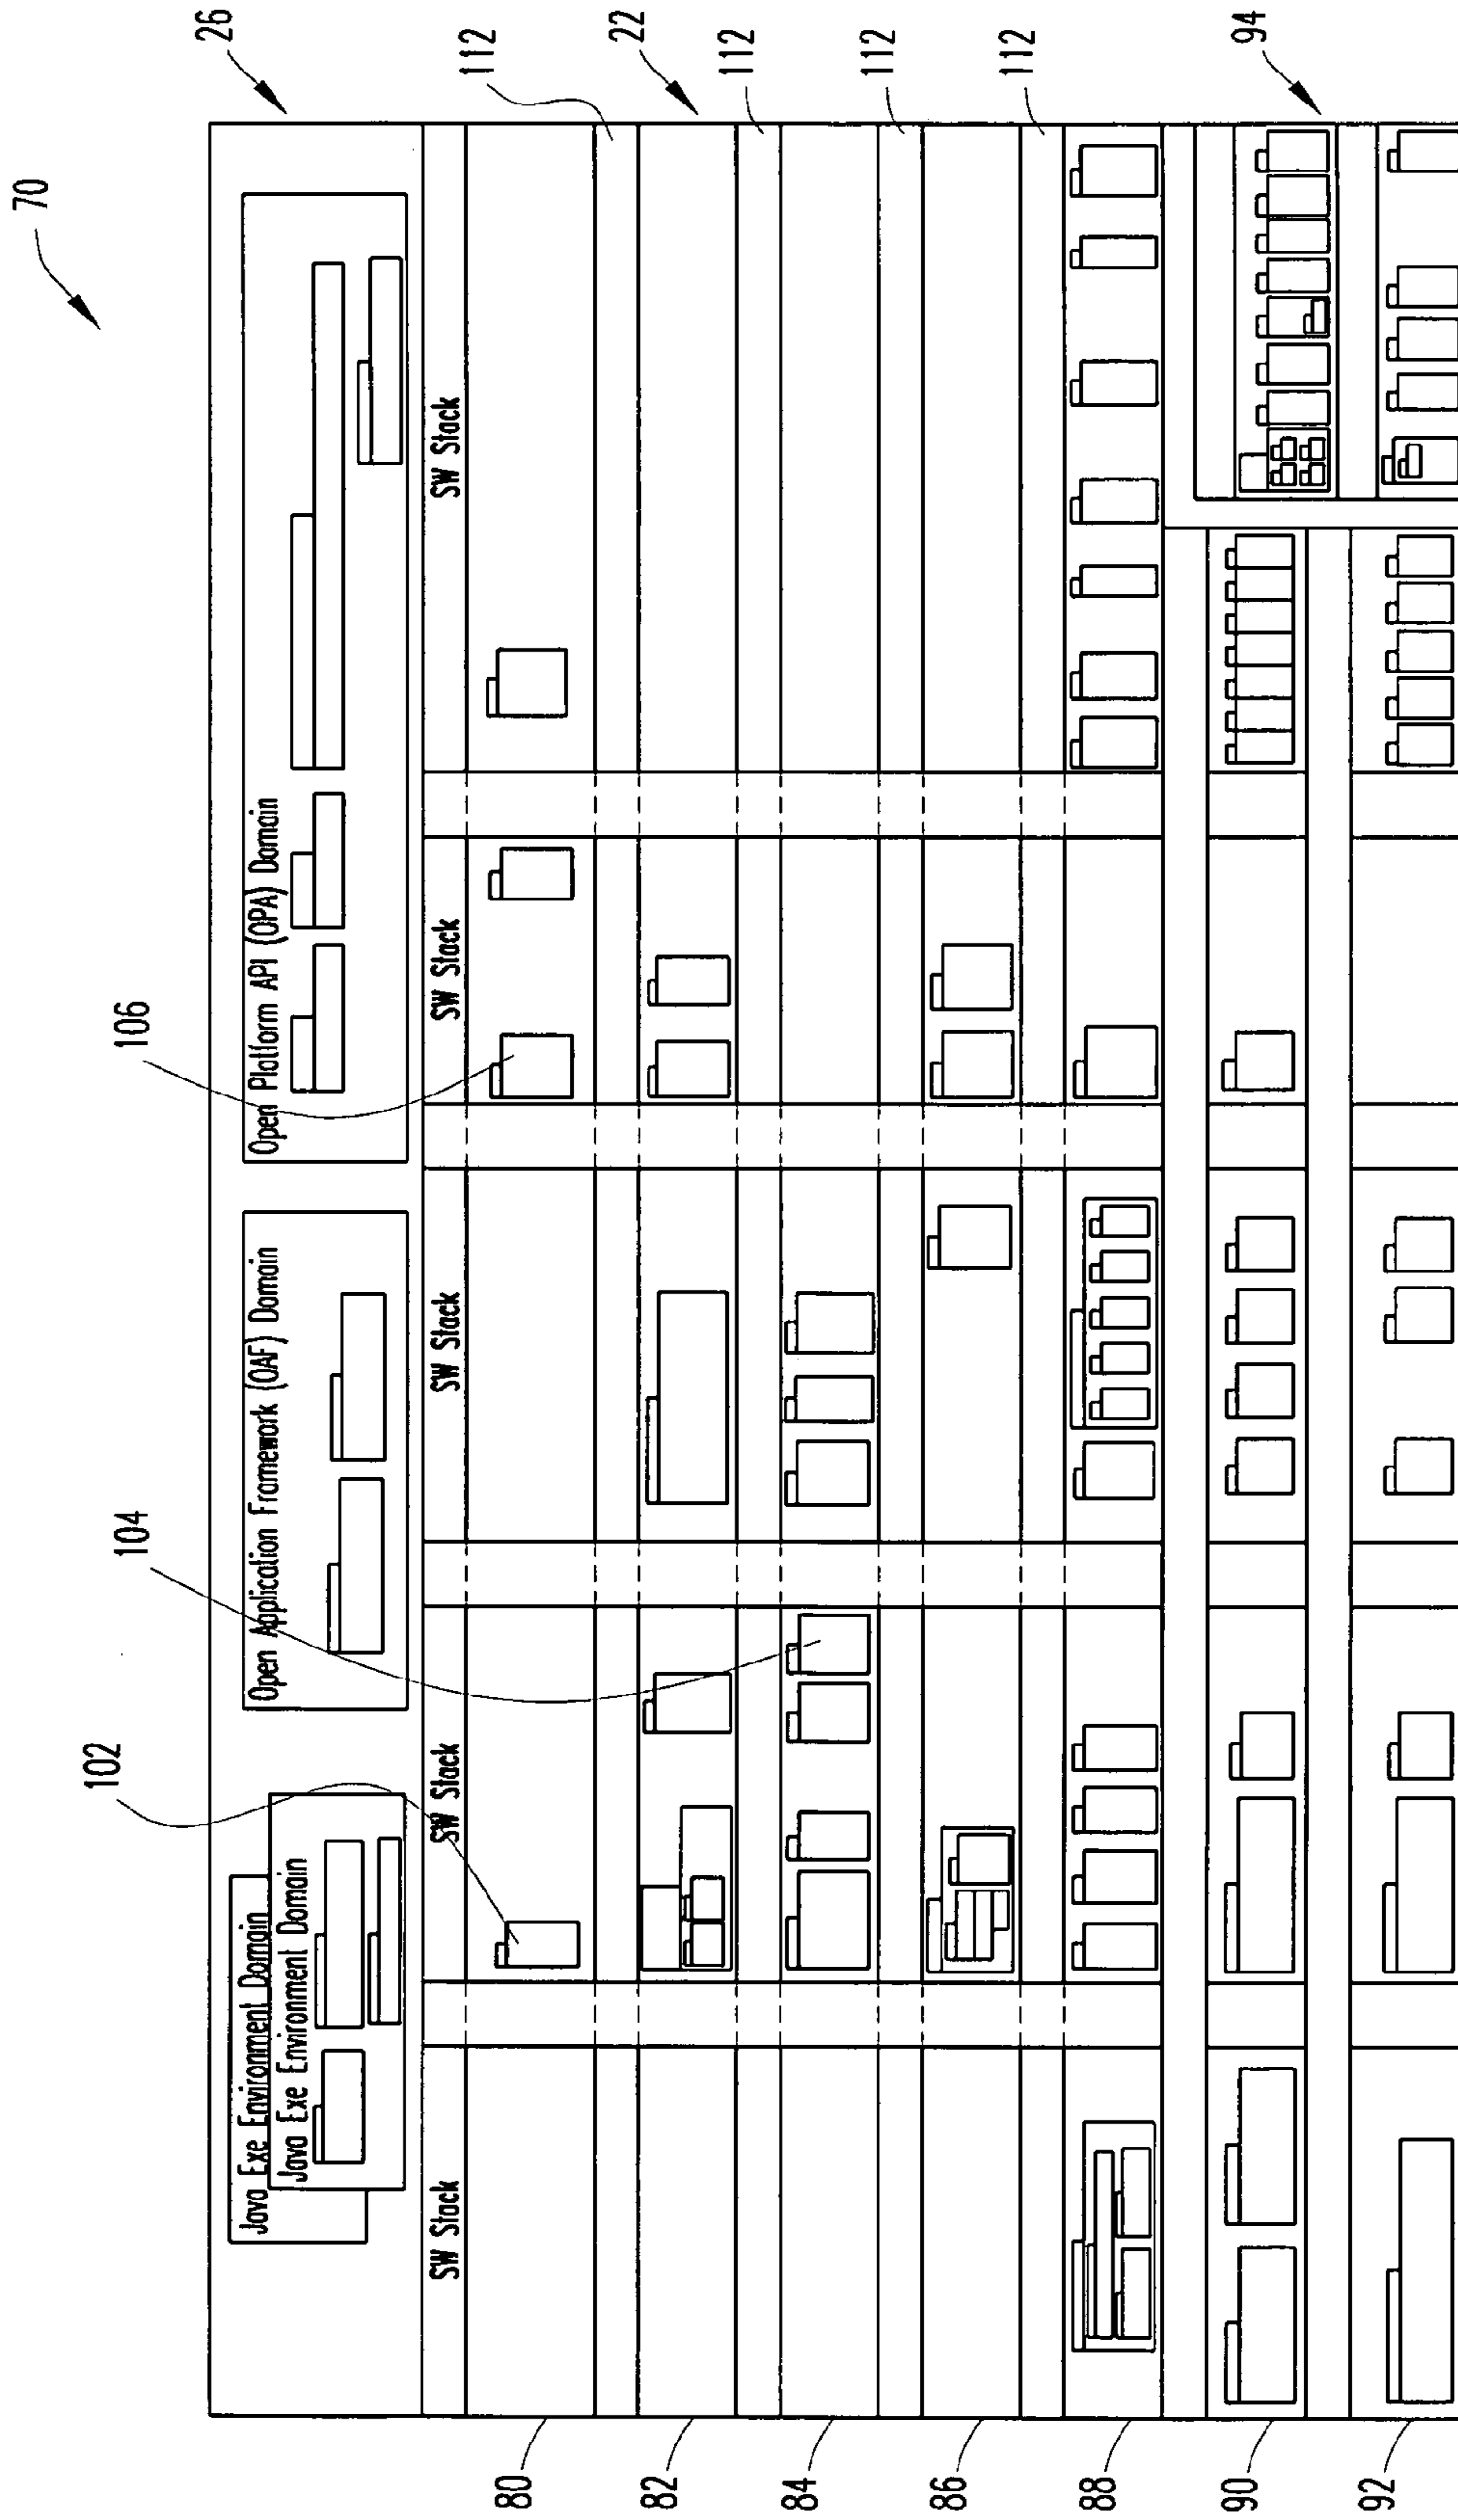 70
26
Java Exe Environment Domain
Java Exe Environment Domain
Open Application Framework (OAF) Domain
Open Platform API (OPA) Domain
102
104
106
SW Stack
SW Stack
SW Stack
SW Stack
SW Stack
112
22
112
112
112
94
80
82
84
86
88
90
92